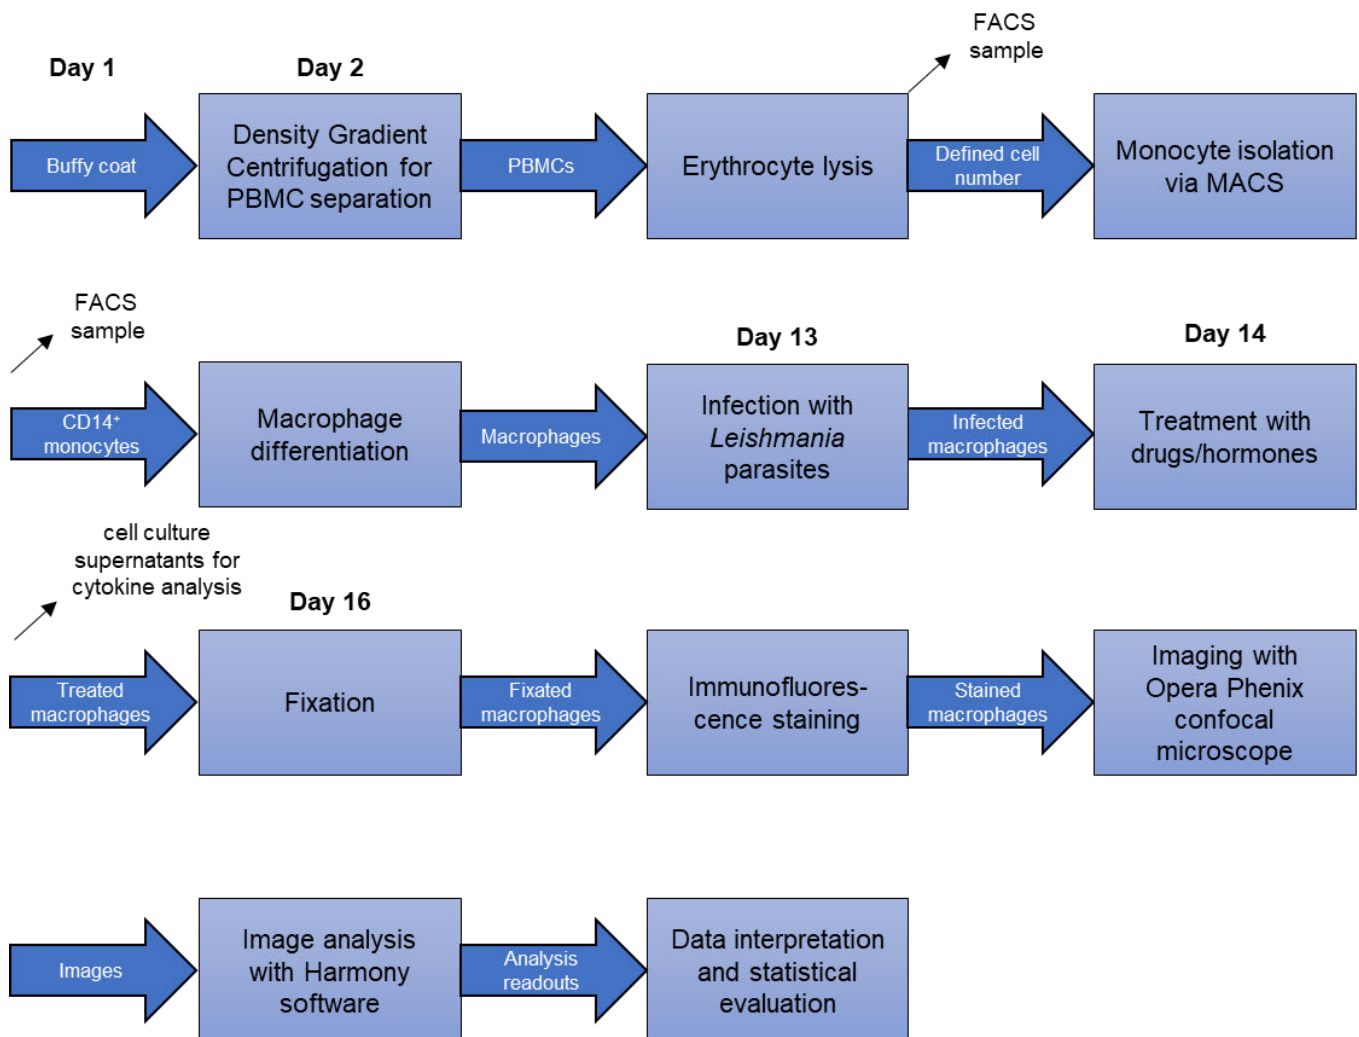 FACS
sample
Day 1
Day 2
Buffy coat
Density Gradient
Centrifugation for
PBMC separation
PBMCs
Erythrocyte lysis
Defined cell
number
Monocyte isolation
via MACS
FACS
sample
Day 13
Day 14
CD14⁺
monocytes
Macrophage
differentiation
Macrophages
Infection with
Leishmania
parasites
Infected
macrophages
Treatment with
drugs/hormones
cell culture
supernatants for
cytokine analysis
Day 16
Treated
macrophages
Fixation
Fixated
macrophages
Immunofluores-
cence staining
Stained
macrophages
Imaging with
Opera Phenix
confocal
microscope
Images
Image analysis
with Harmony
software
Analysis
readouts
Data interpretation
and statistical
evaluation